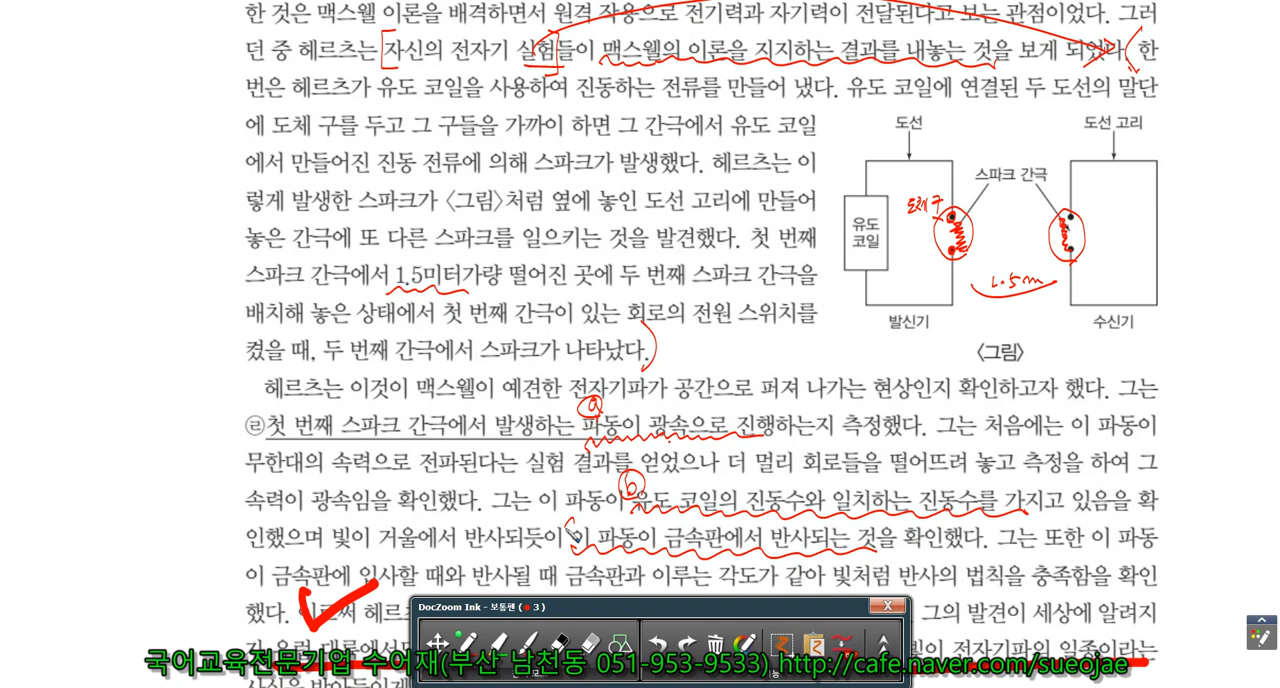 한 것은 맥스웰 이론을 배격하면서 원격 작용으로 전기력과 자기력이 전달된다고 보는 관점이었다. 그러
던 중 헤르츠는 자신의 전자기 실험들이 맥스웰의 이론을 지지하는 결과를 내놓는 것을 보게 되었다. 한
번은 헤르츠가 유도 코일을 사용하여 진동하는 전류를 만들어 냈다. 유도 코일에 연결된 두 도선의 말단
에 도체 구를 두고 그 구들을 가까이 하면 그 간극에서 유도 코일
에서 만들어진 진동 전류에 의해 스파크가 발생했다. 헤르츠는 이
렇게 발생한 스파크가 〈그림〉처럼 옆에 놓인 도선 고리에 만들어
놓은 간극에 또 다른 스파크를 일으키는 것을 발견했다. 첫 번째
스파크 간극에서 1.5미터가량 떨어진 곳에 두 번째 스파크 간극을
배치해 놓은 상태에서 첫 번째 간극이 있는 회로의 전원 스위치를
켰을 때, 두 번째 간극에서 스파크가 나타났다.
도선
도선 고리
스파크 간극
도체 구
유도
코일
1.5m
발신기
수신기
〈그림〉
헤르츠는 이것이 맥스웰이 예견한 전자기파가 공간으로 퍼져 나가는 현상인지 확인하고자 했다. 그는
ⓐ
㉣첫 번째 스파크 간극에서 발생하는 파동이 광속으로 진행하는지 측정했다. 그는 처음에는 이 파동이
무한대의 속력으로 전파된다는 실험 결과를 얻었으나 더 멀리 회로들을 떨어뜨려 놓고 측정을 하여 그
ⓑ
속력이 광속임을 확인했다. 그는 이 파동이 유도 코일의 진동수와 일치하는 진동수를 가지고 있음을 확
인했으며 빛이 거울에서 반사되듯이 이 파동이 금속판에서 반사되는 것을 확인했다. 그는 또한 이 파동
이 금속판에 입사할 때와 반사될 때 금속판과 이루는 각도가 같아 빛처럼 반사의 법칙을 충족함을 확인
했다. 이로써 헤르 그의 발견이 세상에 알려지
DocZoom Ink - 보통펜 ( 3 )
자 유럽 대륙에서 빛이 전자기파의 일종이라는
국어교육전문기업 수어재(부산 남천동 051-953-9533) http://cafe.naver.com/sueojae